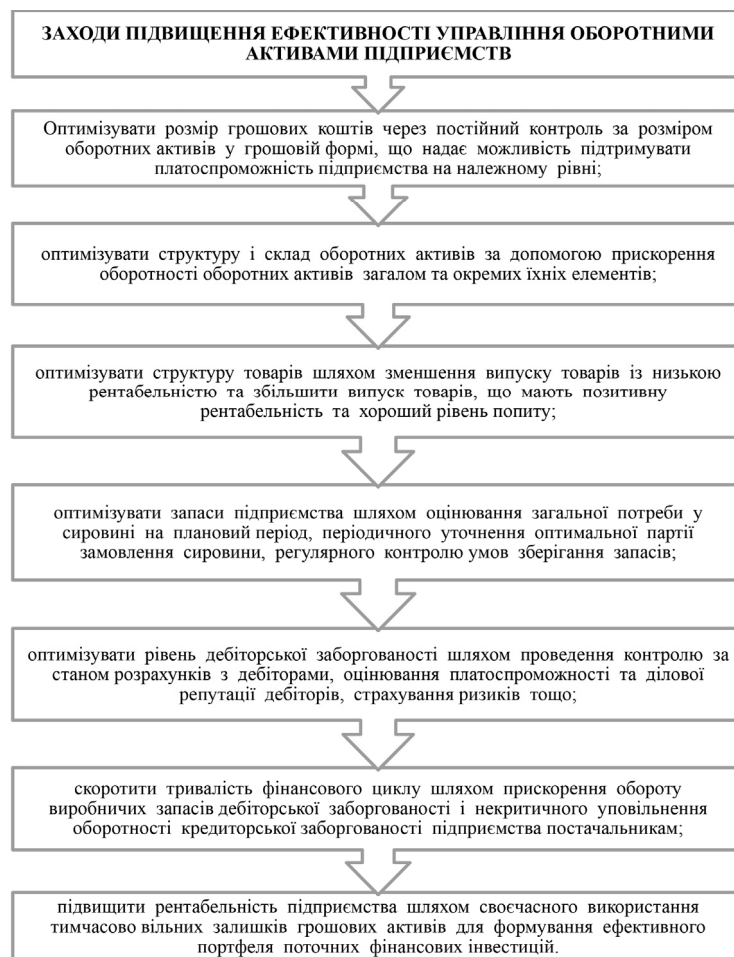 ЗАХОДИ ПІДВИЩЕННЯ ЕФЕКТИВНОСТІ УПРАВЛІННЯ ОБОРОТНИМИ
АКТИВАМИ ПІДПРИЄМСТВ
Оптимізувати розмір грошових коштів через постійний контроль за розміром
оборотних активів у грошовій формі, що надає можливість підтримувати
платоспроможність підприємства на належному рівні;
оптимізувати структуру і склад оборотних активів за допомогою прискорення
оборотності оборотних активів загалом та окремих їхніх елементів;
оптимізувати структуру товарів шляхом зменшення випуску товарів із низькою
рентабельністю та збільшити випуск товарів, що мають позитивну
рентабельність та хороший рівень попиту;
оптимізувати запаси підприємства шляхом оцінювання загальної потреби у
сировині на плановий період, періодичного уточнення оптимальної партії
замовлення сировини, регулярного контролю умов зберігання запасів;
оптимізувати рівень дебіторської заборгованості шляхом проведення контролю за
станом розрахунків з дебіторами, оцінювання платоспроможності та ділової
репутації дебіторів, страхування ризиків тощо;
скоротити тривалість фінансового циклу шляхом прискорення обороту
виробничих запасів дебіторської заборгованості і некритичного уповільнення
оборотності кредиторської заборгованості підприємства постачальникам;
підвищити рентабельність підприємства шляхом своєчасного використання
тимчасово вільних залишків грошових активів для формування ефективного
портфеля поточних фінансових інвестицій.